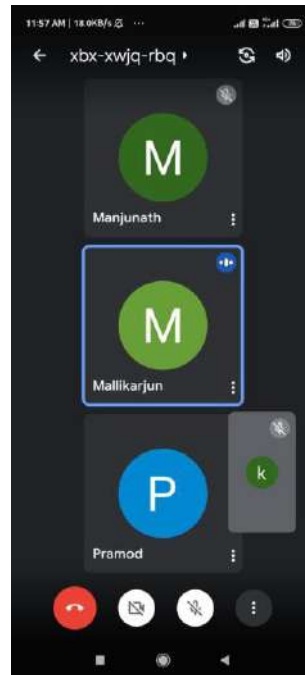 11:57 AM | 18.0KB/s
xbx-xwjq-rbq
M
Manjunath
M
Mallikarjun
k
P
Pramod